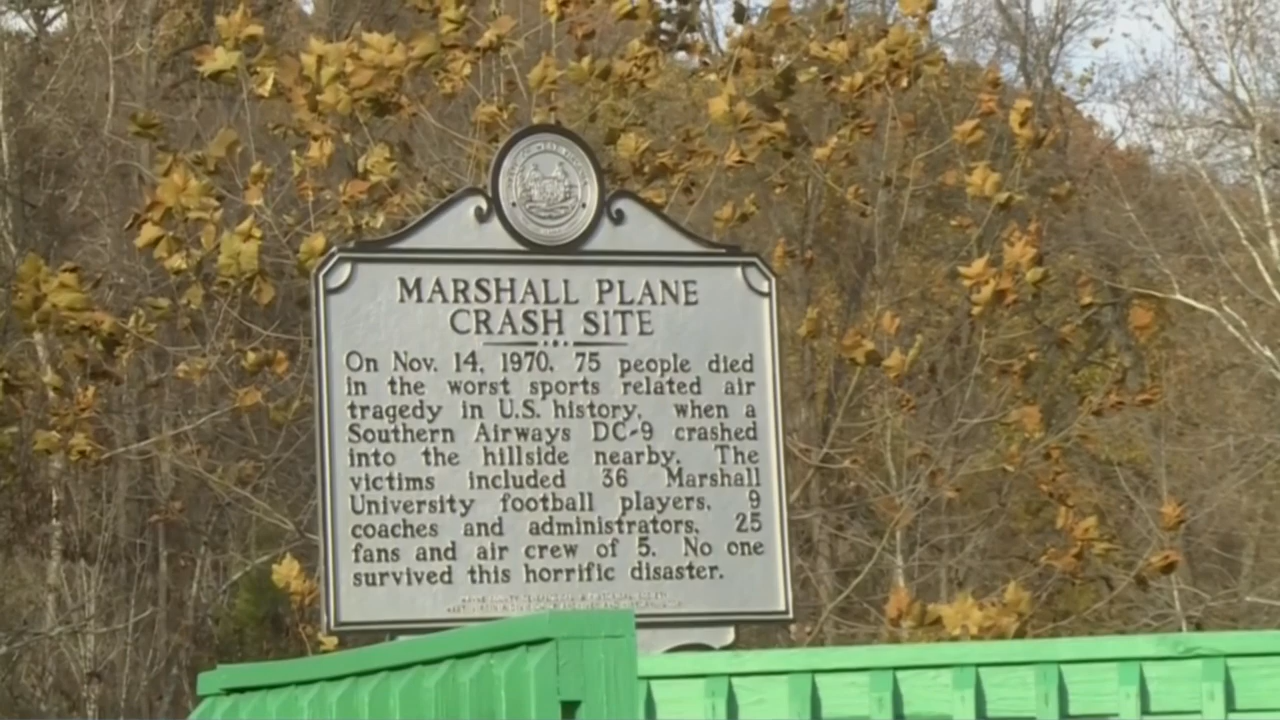 MARSHALL PLANE
CRASH SITE
On Nov. 14, 1970, 75 people died
in the worst sports related air
tragedy in U.S. history, when a
Southern Airways DC-9 crashed
into the hillside nearby. The
victims included 36 Marshall
University football players, 9
coaches and administrators, 25
fans and air crew of 5. No one
survived this horrific disaster.